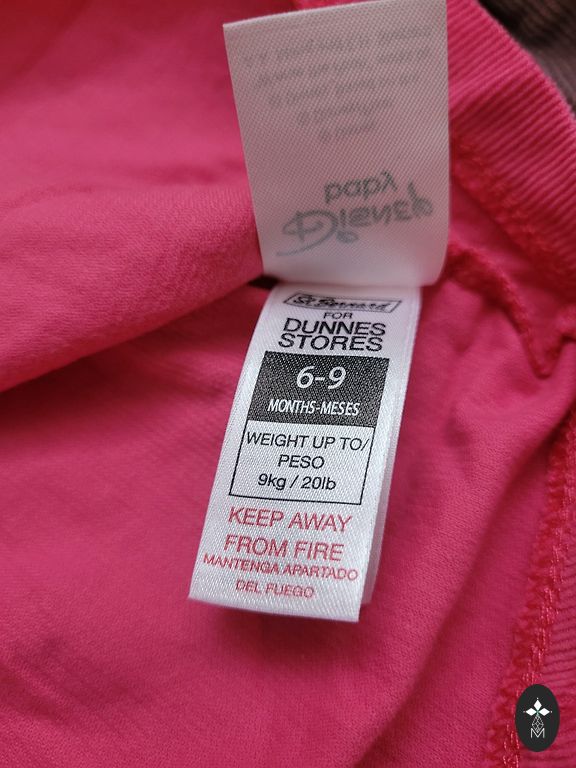 baby
Disney
St. Bernard
FOR
DUNNES
STORES
6-9
MONTHS-MESES
WEIGHT UP TO/
PESO
9kg / 20lb
KEEP AWAY
FROM FIRE
MANTENGA APARTADO
DEL FUEGO
M